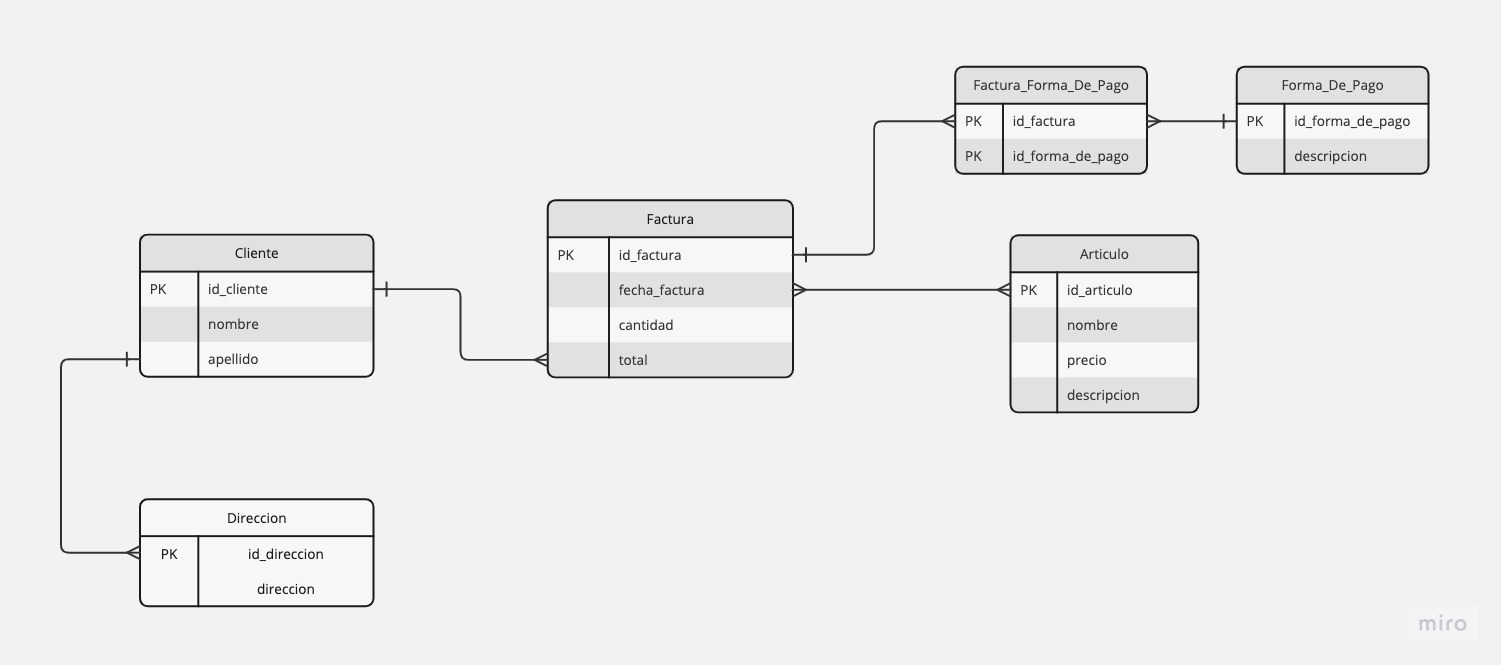 Factura_Forma_De_Pago
PK id_factura
PK id_forma_de_pago
Forma_De_Pago
PK id_forma_de_pago
descripcion
Factura
PK id_factura
fecha_factura
cantidad
total
Cliente
PK id_cliente
nombre
apellido
Articulo
PK id_articulo
nombre
precio
descripcion
Direccion
PK id_direccion
direccion
miro